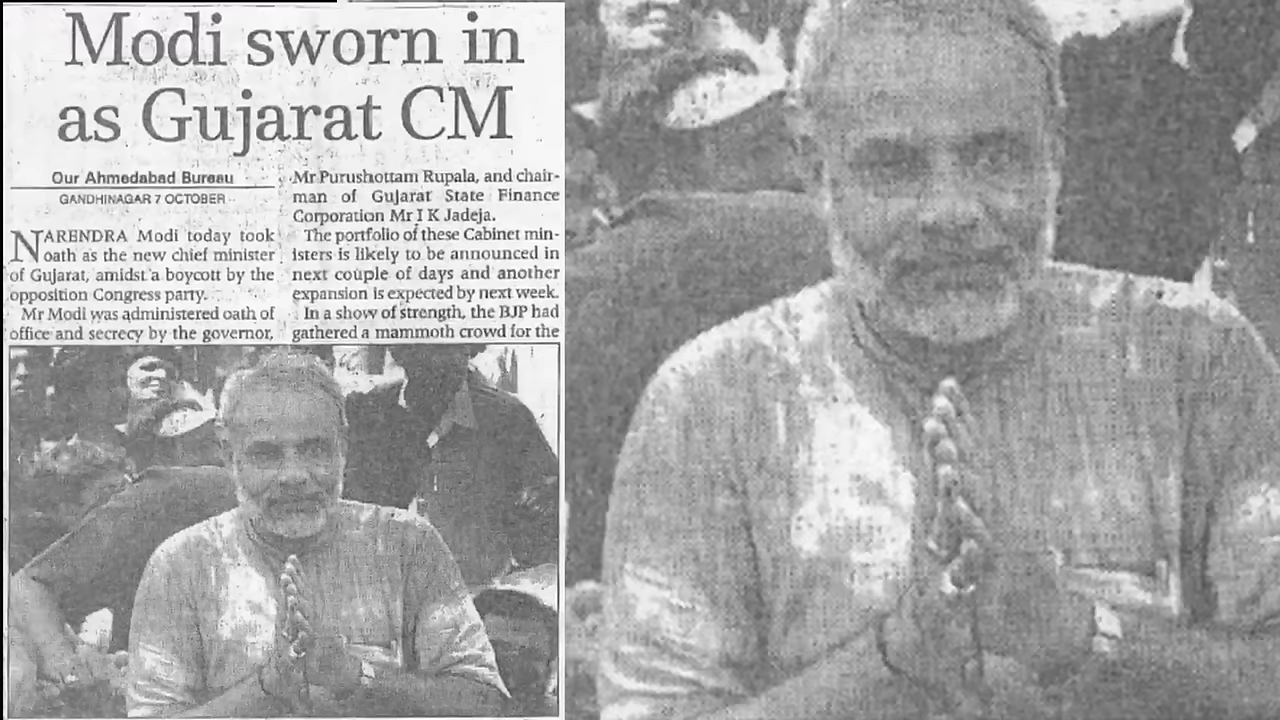 Modi sworn in
as Gujarat CM
Our Ahmedabad Bureau
GANDHINAGAR 7 OCTOBER
NARENDRA Modi today took
oath as the new chief minister
of Gujarat, amidst a boycott by the
opposition Congress party.
Mr Modi was administered oath of
office and secrecy by the governor,
Mr Purushottam Rupala, and chair-
man of Gujarat State Finance
Corporation Mr I K Jadeja.
The portfolio of these Cabinet min-
isters is likely to be announced in
next couple of days and another
expansion is expected by next week.
In a show of strength, the BJP had
gathered a mammoth crowd for the